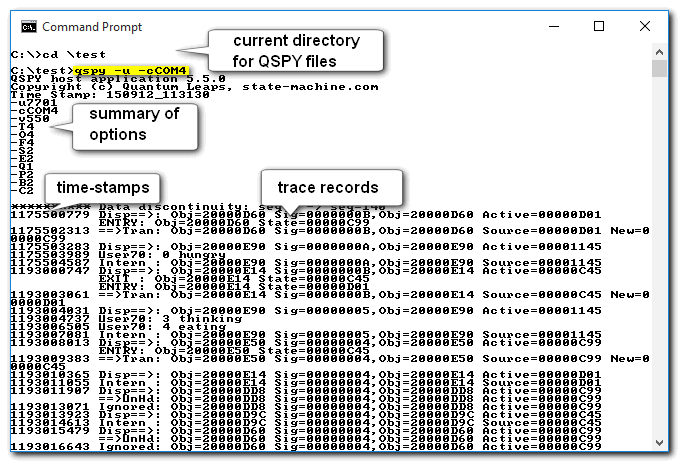 Command Prompt
C:\>cd \test
current directory
for QSPY files
C:\test>qspy -u -cCOM4
QSPY host application 5.5.0
Copyright (c) Quantum Leaps, state-machine.com
Time Stamp: 150912_113130
-u7701
-cCOM4
-v550
-T4
-O4
-F4
-S2
-E2
-Q1
-P2
-B2
-C2
summary of
options
time-stamps
trace records
********** Data discontinuity:
1175500779 Disp==>: Obj=20000D60 Sig=0000000B,Obj=20000D60 Active=00000D01
ENTRY: Obj=20000D60 State=00000C99
1175502313 ==>Tran: Obj=20000D60 Sig=0000000B,Obj=20000D60 Source=00000D01 New=0
0000C99
1175503283 Disp==>: Obj=20000E90 Sig=0000000A,Obj=20000E90 Active=00001145
1175503989 User70: 0 hungry
1175504587 Intern : Obj=20000E90 Sig=0000000A,Obj=20000E90 Source=00001145
1193000747 Disp==>: Obj=20000E14 Sig=0000000B,Obj=20000E14 Active=00000C45
EXIT : Obj=20000E14 State=00000C45
ENTRY: Obj=20000E14 State=00000D01
1193003061 ==>Tran: Obj=20000E14 Sig=0000000B,Obj=20000E14 Source=00000C45 New=0
0000D01
1193004031 Disp==>: Obj=20000E90 Sig=00000005,Obj=20000E90 Active=00001145
1193004737 User70: 3 thinking
1193006505 User70: 4 eating
1193007081 Intern : Obj=20000E90 Sig=00000005,Obj=20000E90 Source=00001145
1193008013 Disp==>: Obj=20000E50 Sig=00000004,Obj=20000E50 Active=00000C99
ENTRY: Obj=20000E50 State=00000C45
1193009383 ==>Tran: Obj=20000E50 Sig=00000004,Obj=20000E50 Source=00000C99 New=0
0000C45
1193010365 Disp==>: Obj=20000E14 Sig=00000004,Obj=20000E14 Active=00000D01
1193011055 Intern : Obj=20000E14 Sig=00000004,Obj=20000E14 Source=00000D01
1193011907 Disp==>: Obj=20000DD8 Sig=00000004,Obj=20000DD8 Active=00000C99
==>UnHd: Obj=20000DD8 Sig=00000004,Obj=20000DD8 Active=00000C99
1193013071 Ignored: Obj=20000DD8 Sig=00000004,Obj=20000DD8 Active=00000C99
1193013923 Disp==>: Obj=20000D9C Sig=00000004,Obj=20000D9C Active=00000C45
1193014613 Intern : Obj=20000D9C Sig=00000004,Obj=20000D9C Source=00000C45
1193015479 Disp==>: Obj=20000D60 Sig=00000004,Obj=20000D60 Active=00000C99
==>UnHd: Obj=20000D60 Sig=00000004,Obj=20000D60 Active=00000C99
1193016643 Ignored: Obj=20000D60 Sig=00000004,Obj=20000D60 Active=00000C99